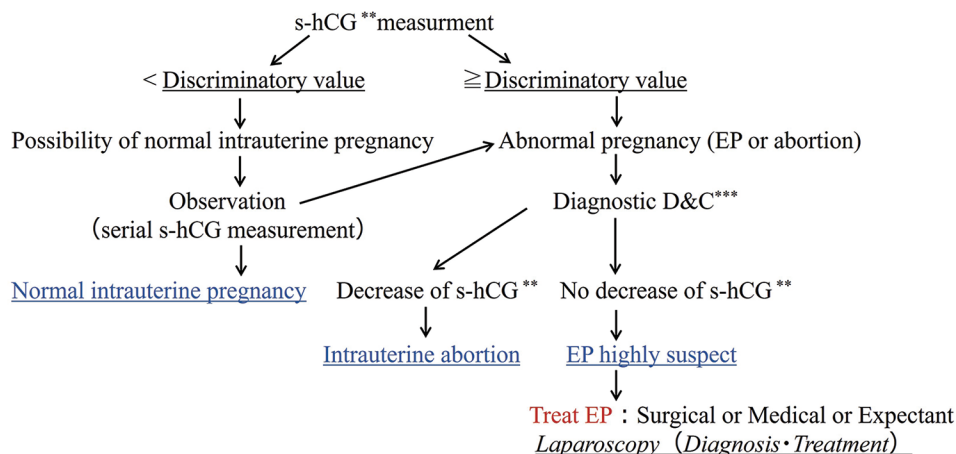 s-hCG**measurment
< Discriminatory value
≧Discriminatory value
Possibility of normal intrauterine pregnancy
Abnormal pregnancy (EP or abortion)
Observation
(serial s-hCG measurement)
Diagnostic D&C***
Normal intrauterine pregnancy
Decrease of s-hCG**
No decrease of s-hCG**
Intrauterine abortion
EP highly suspect
Treat EP：Surgical or Medical or Expectant
Laparoscopy（Diagnosis・Treatment）